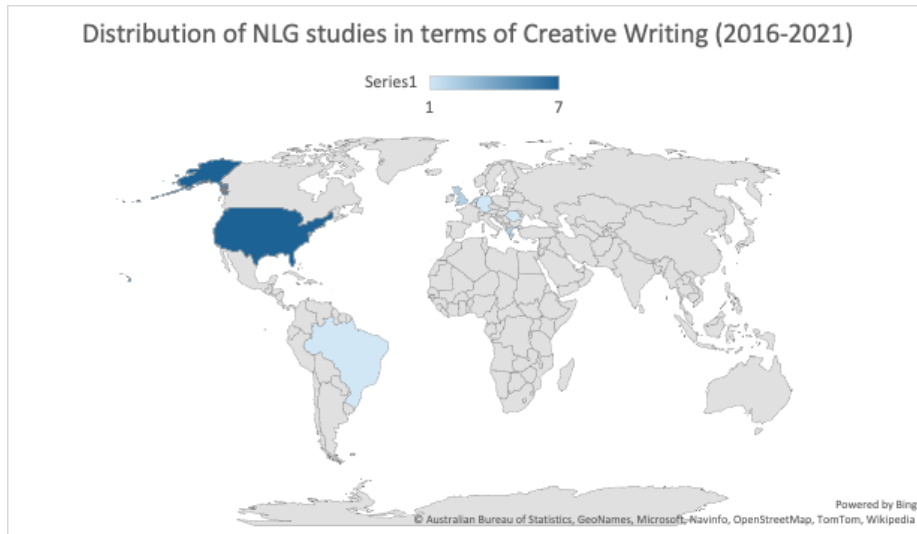 Distribution of NLG studies in terms of Creative Writing (2016-2021)
Series1
1 7
Powered by Bing
© Australian Bureau of Statistics, GeoNames, Microsoft, Navinfo, OpenStreetMap, TomTom, Wikipedia